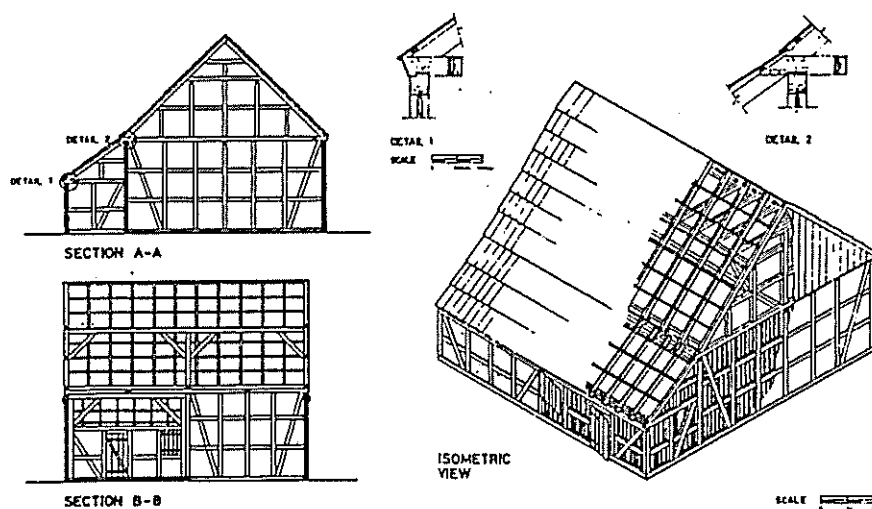 DETAIL 2
DETAIL 1
SECTION A-A
DETAIL 1
SCALE
DETAIL 2
SECTION B-B
ISOMETRIC
VIEW
SCALE